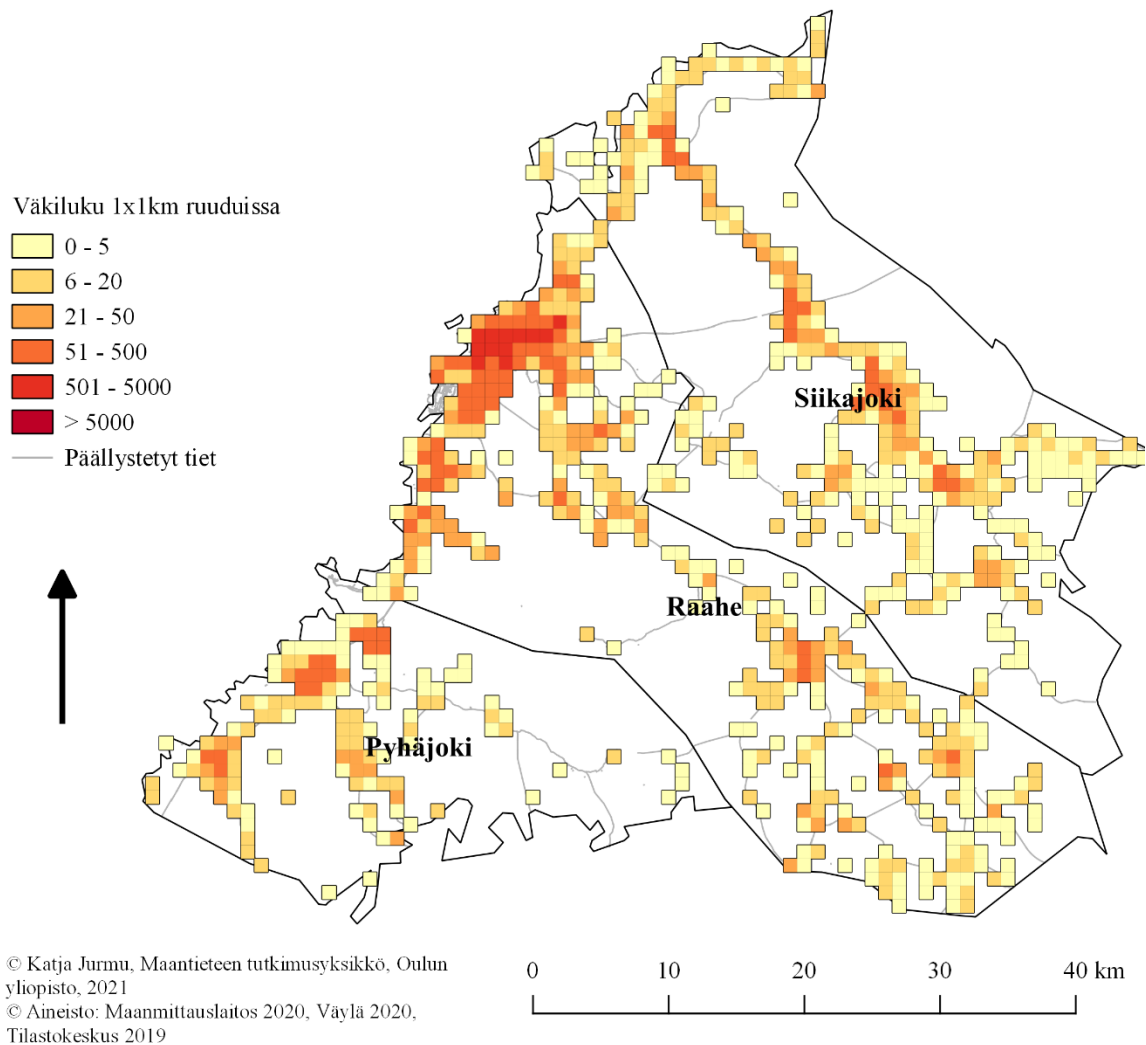 Väkiluku 1x1km ruuduissa
0 - 5
6 - 20
21 - 50
51 - 500
501 - 5000
> 5000
Päällystetyt tiet
Siikajoki
Raahe
Pyhäjoki
© Katja Jurmu, Maantieteen tutkimusyksikkö, Oulun
yliopisto, 2021
© Aineisto: Maanmittauslaitos 2020, Väylä 2020,
Tilastokeskus 2019
0 10 20 30 40 km